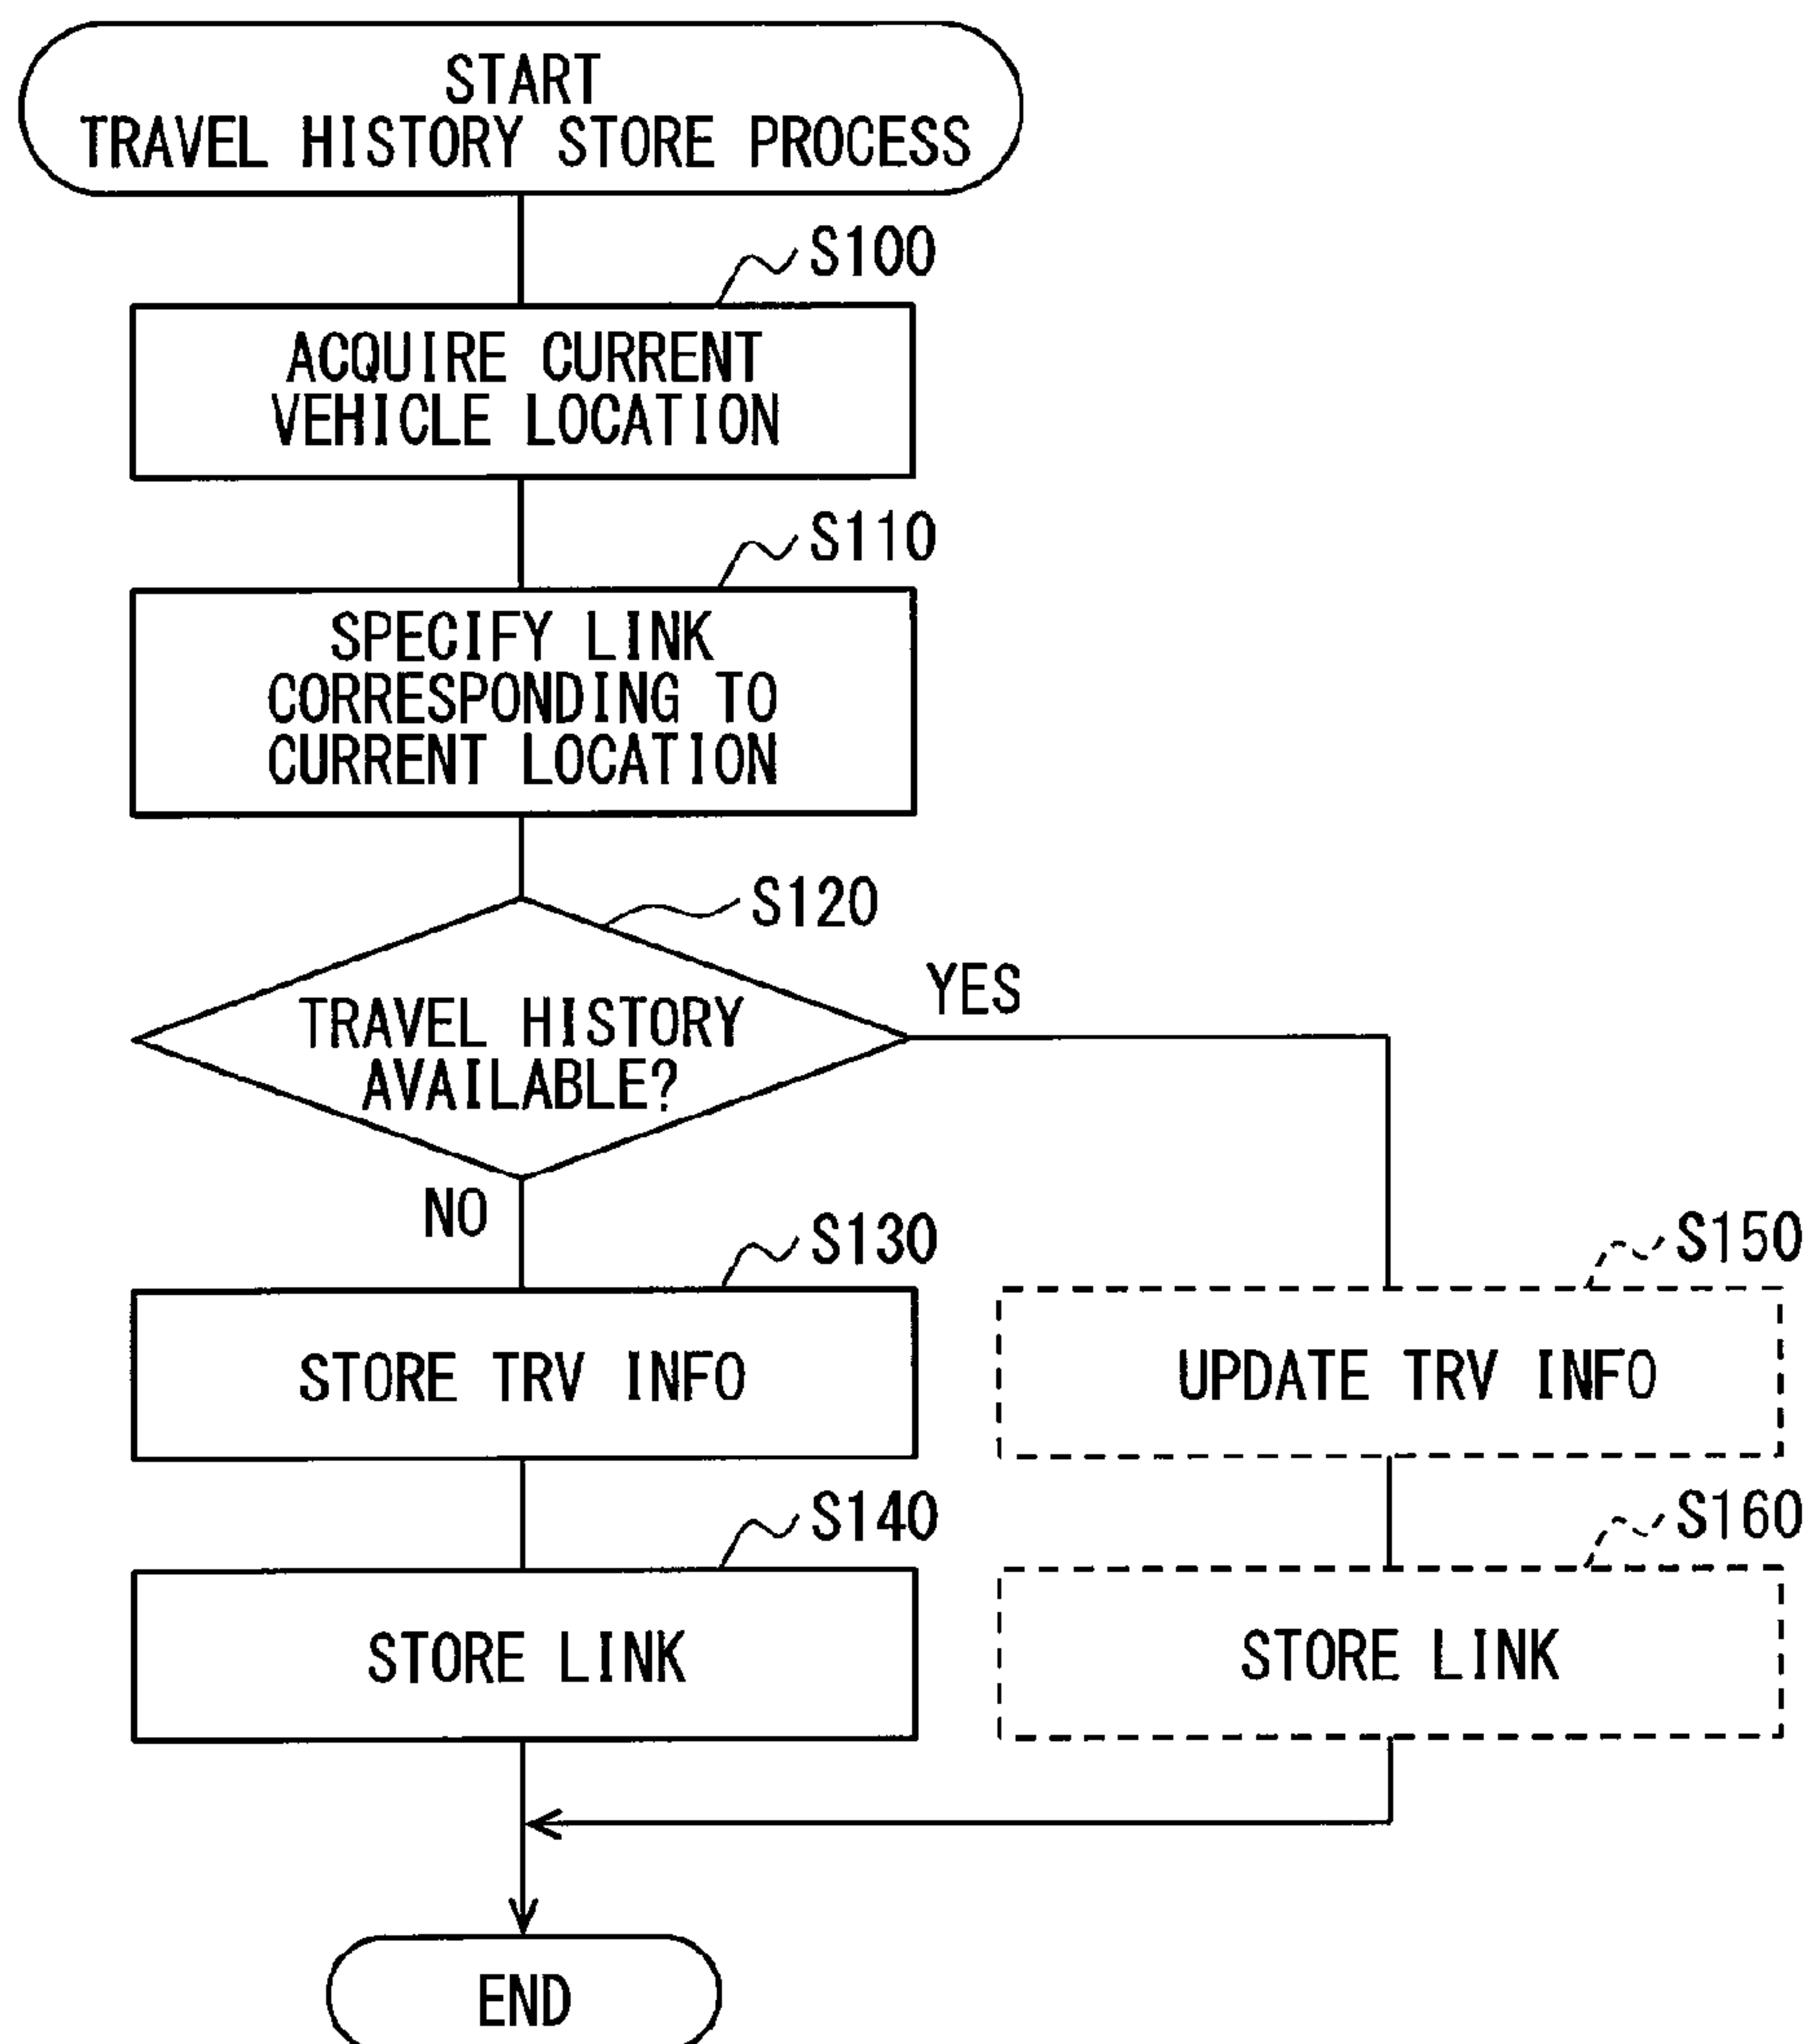 START
TRAVEL HISTORY STORE PROCESS
S100
ACQUIRE CURRENT
VEHICLE LOCATION
S110
SPECIFY LINK
CORRESPONDING TO
CURRENT LOCATION
S120
TRAVEL HISTORY
AVAILABLE?
YES
NO
S130
STORE TRV INFO
S150
UPDATE TRV INFO
S140
STORE LINK
S160
STORE LINK
END